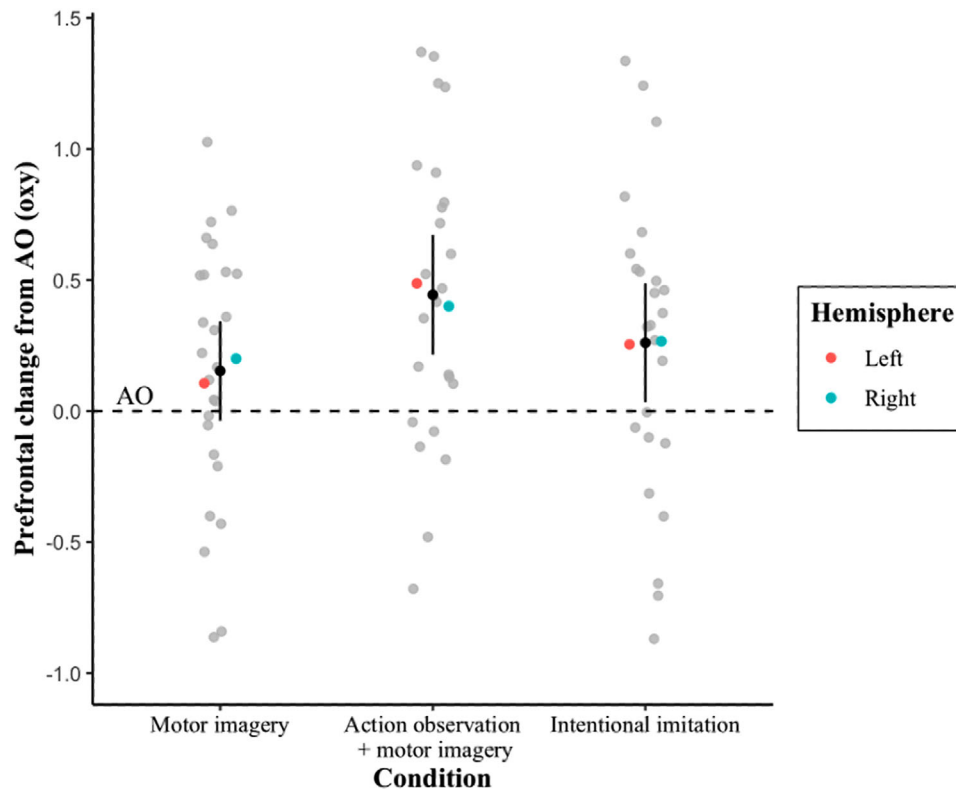 Prefrontal change from AO (oxy)
1.5
1.0
0.5
0.0
-0.5
-1.0
AO
Motor imagery
Action observation
+ motor imagery
Intentional imitation
Condition
Hemisphere
Left
Right